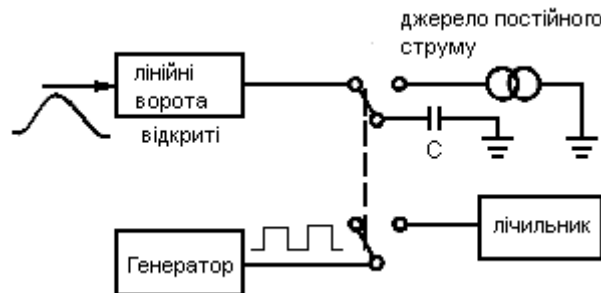 джерело постійного
струму
лінійні
ворота
відкриті
С
Генератор
лічильник